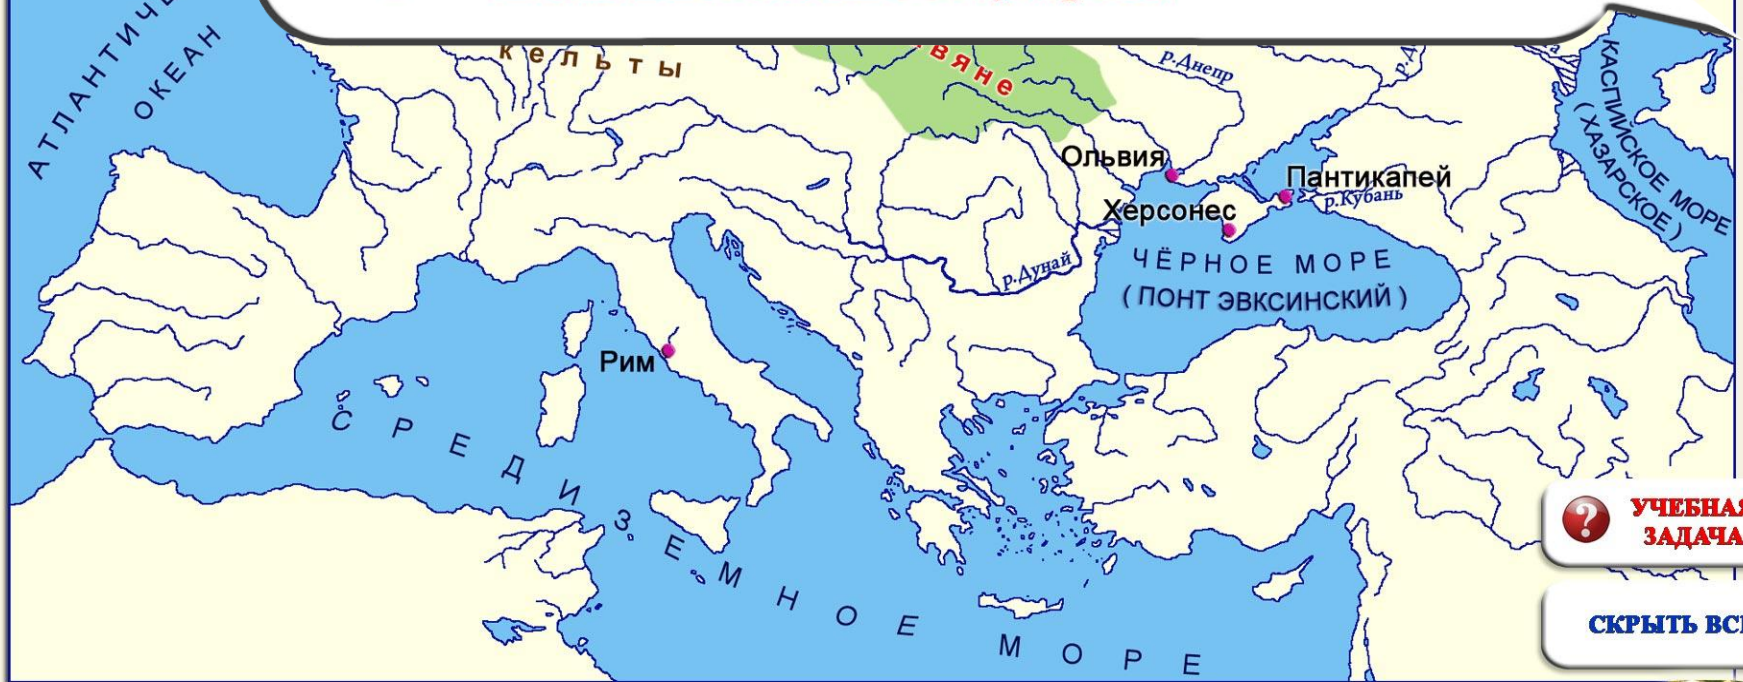 АТЛАНТИЧЕ
ОКЕАН
кельты
вяне
р.Днепр
КАСПИЙСКОЕ МОРЕ
(ХАЗАРСКОЕ)
Ольвия
Пантикапей
р.Кубань
Херсонес
ЧЁРНОЕ МОРЕ
(ПОНТ ЭВКСИНСКИЙ)
р.Дунай
Рим
СРЕДИЗЕМНОЕ МОРЕ
?
УЧЕБНАЯ
ЗАДАЧА
СКРЫТЬ ВСЕ